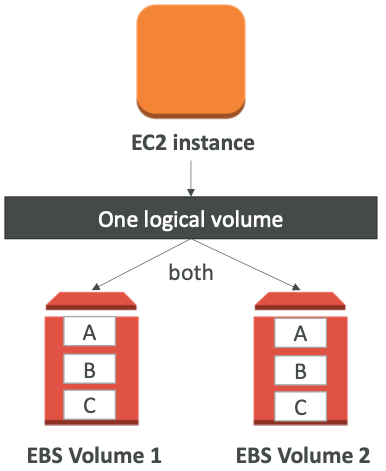 EC2 instance
One logical volume
both
A
B
C
A
B
C
EBS Volume 1
EBS Volume 2